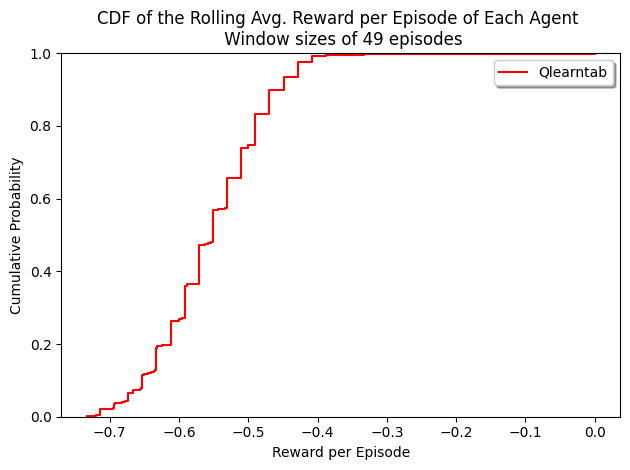 CDF of the Rolling Avg. Reward per Episode of Each Agent
Window sizes of 49 episodes
Qlearntab
1.0
0.8
0.6
0.4
0.2
0.0
Cumulative Probability
−0.7
−0.6
−0.5
−0.4
−0.3
−0.2
−0.1
0.0
Reward per Episode